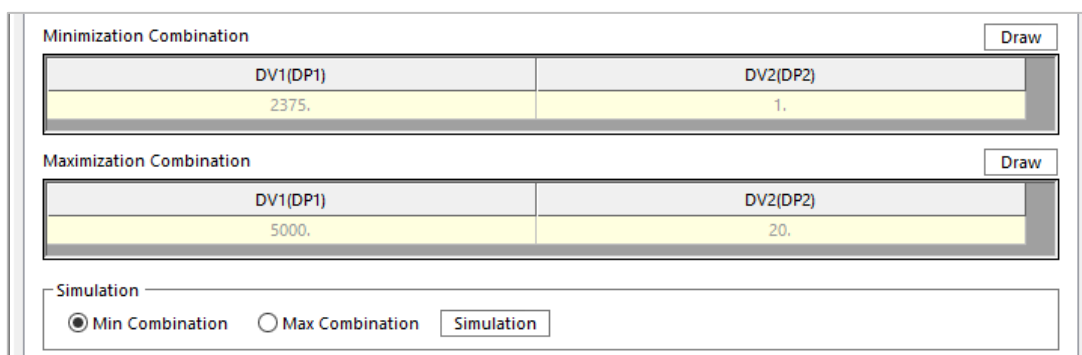 Minimization Combination Draw
DV1(DP1) DV2(DP2)
2375. 1.
Maximization Combination Draw
DV1(DP1) DV2(DP2)
5000. 20.
Simulation
Min Combination Max Combination Simulation